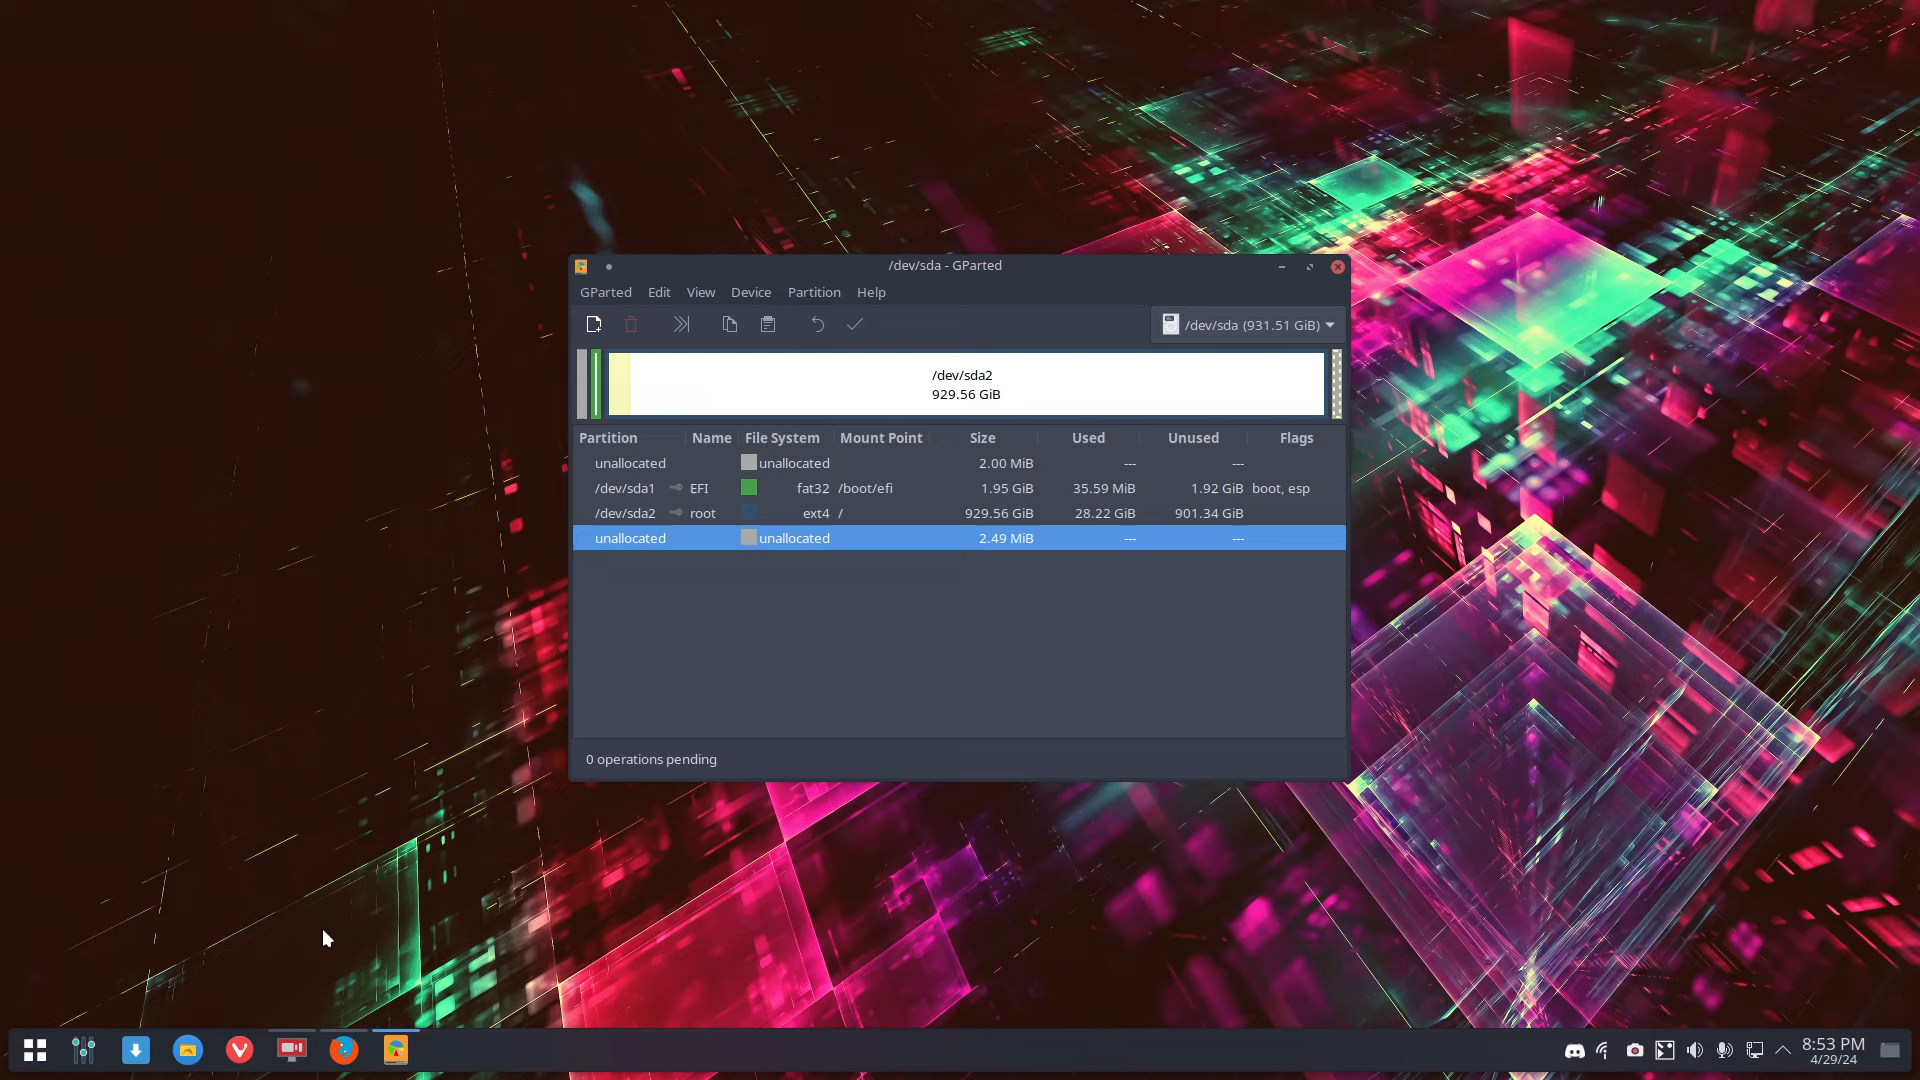 /dev/sda - GParted
GParted Edit View Device Partition Help
/dev/sda (931.51 GiB)
/dev/sda2
929.56 GiB
Partition Name File System Mount Point Size Used Unused Flags
unallocated unallocated 2.00 MiB --- ---
/dev/sda1 EFI fat32 /boot/efi 1.95 GiB 35.59 MiB 1.92 GiB boot, esp
/dev/sda2 root ext4 / 929.56 GiB 28.22 GiB 901.34 GiB
unallocated unallocated 2.49 MiB --- ---
0 operations pending
8:53 PM
4/29/24